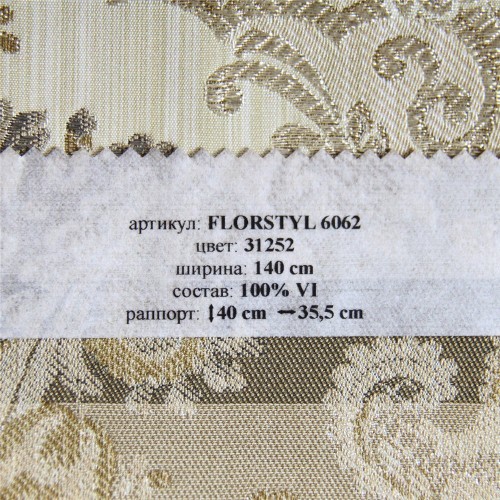 артикул: FLORSTYL 6062
цвет: 31252
ширина: 140 cm
состав: 100% VI
раппорт: ↕40 cm ↔35,5 cm